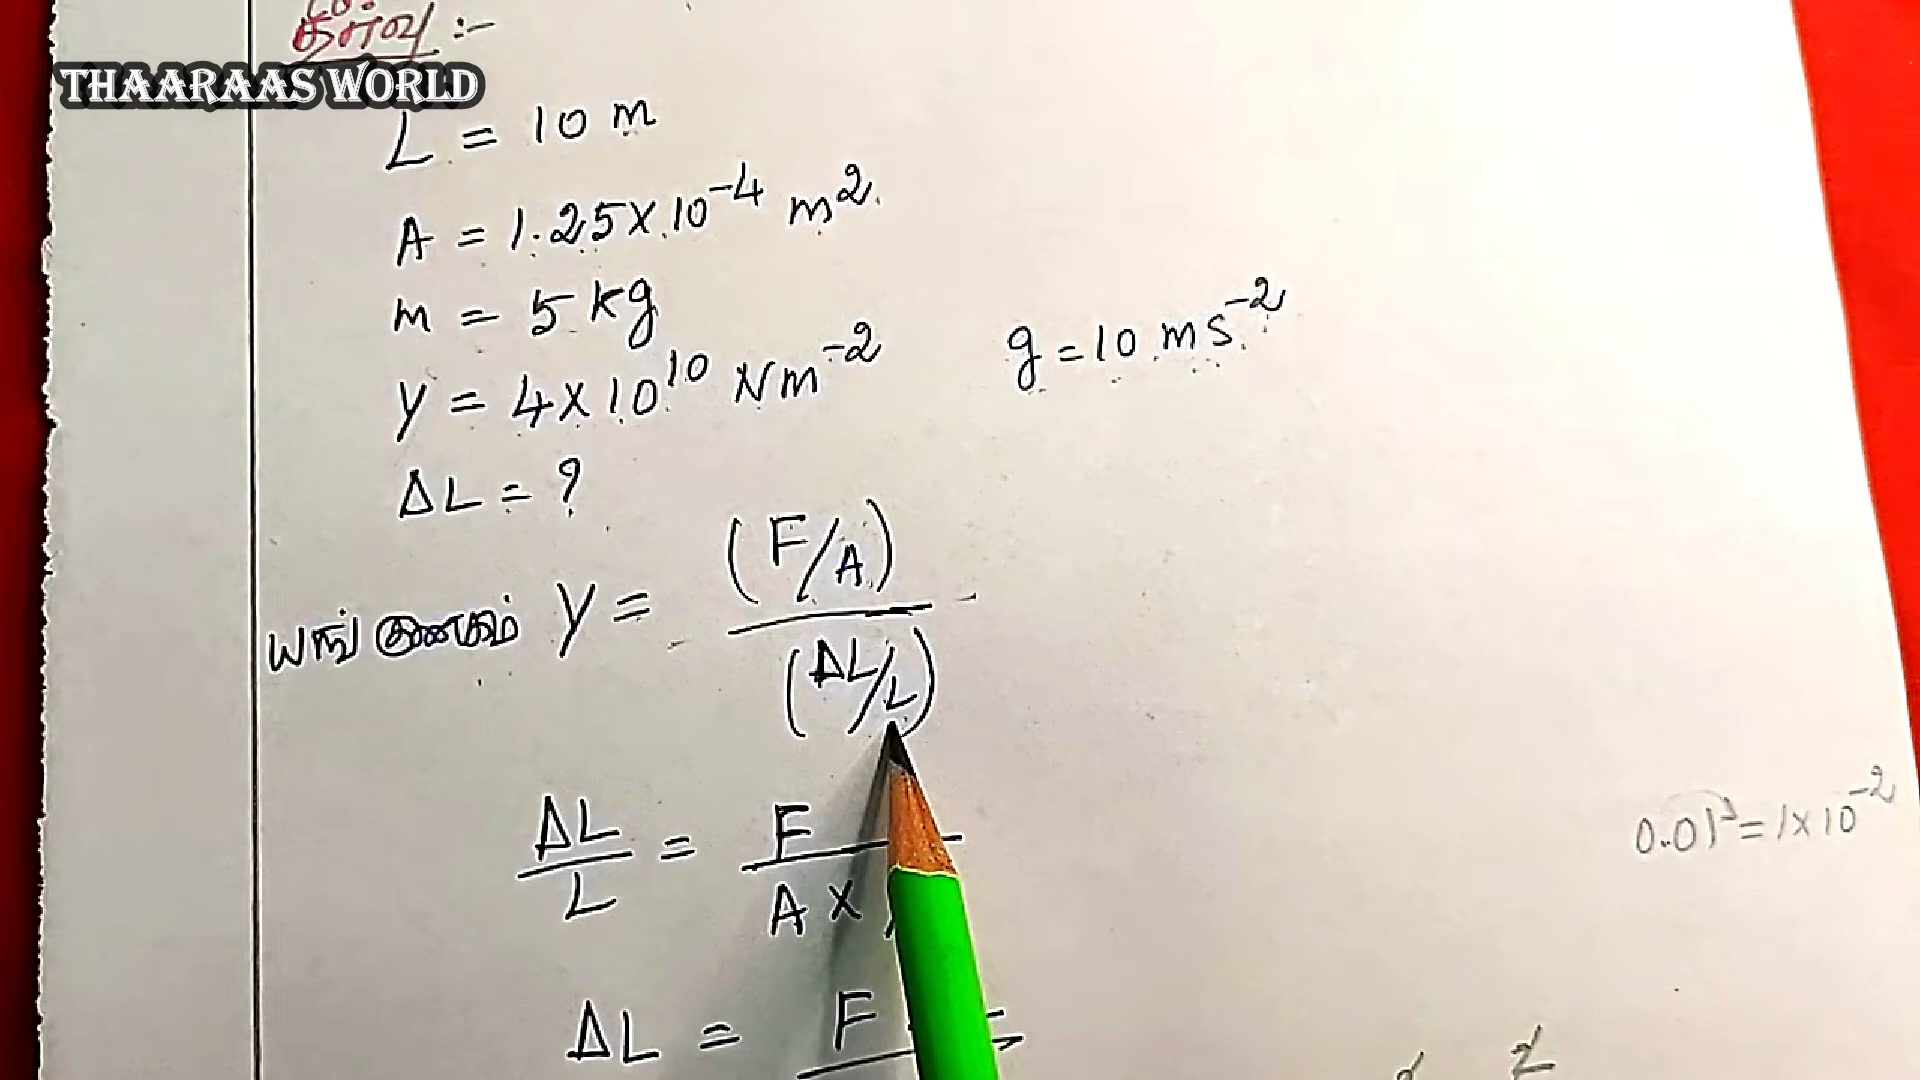 தீர்வு :-
THAARAAS WORLD
L = 10 m
A = 1.25 x 10⁻⁴ m².
m = 5 kg
Y = 4 x 10¹⁰ Nm⁻² g = 10 ms⁻²
ΔL = ?
யங் குணகம் Y = (F/A) / (ΔL/L)
ΔL/L = F / A x
0.01 = 1 x 10⁻²
ΔL = F